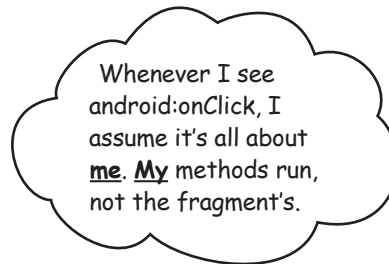 Whenever I see
android:onClick, I
assume it's all about
me. My methods run,
not the fragment's.